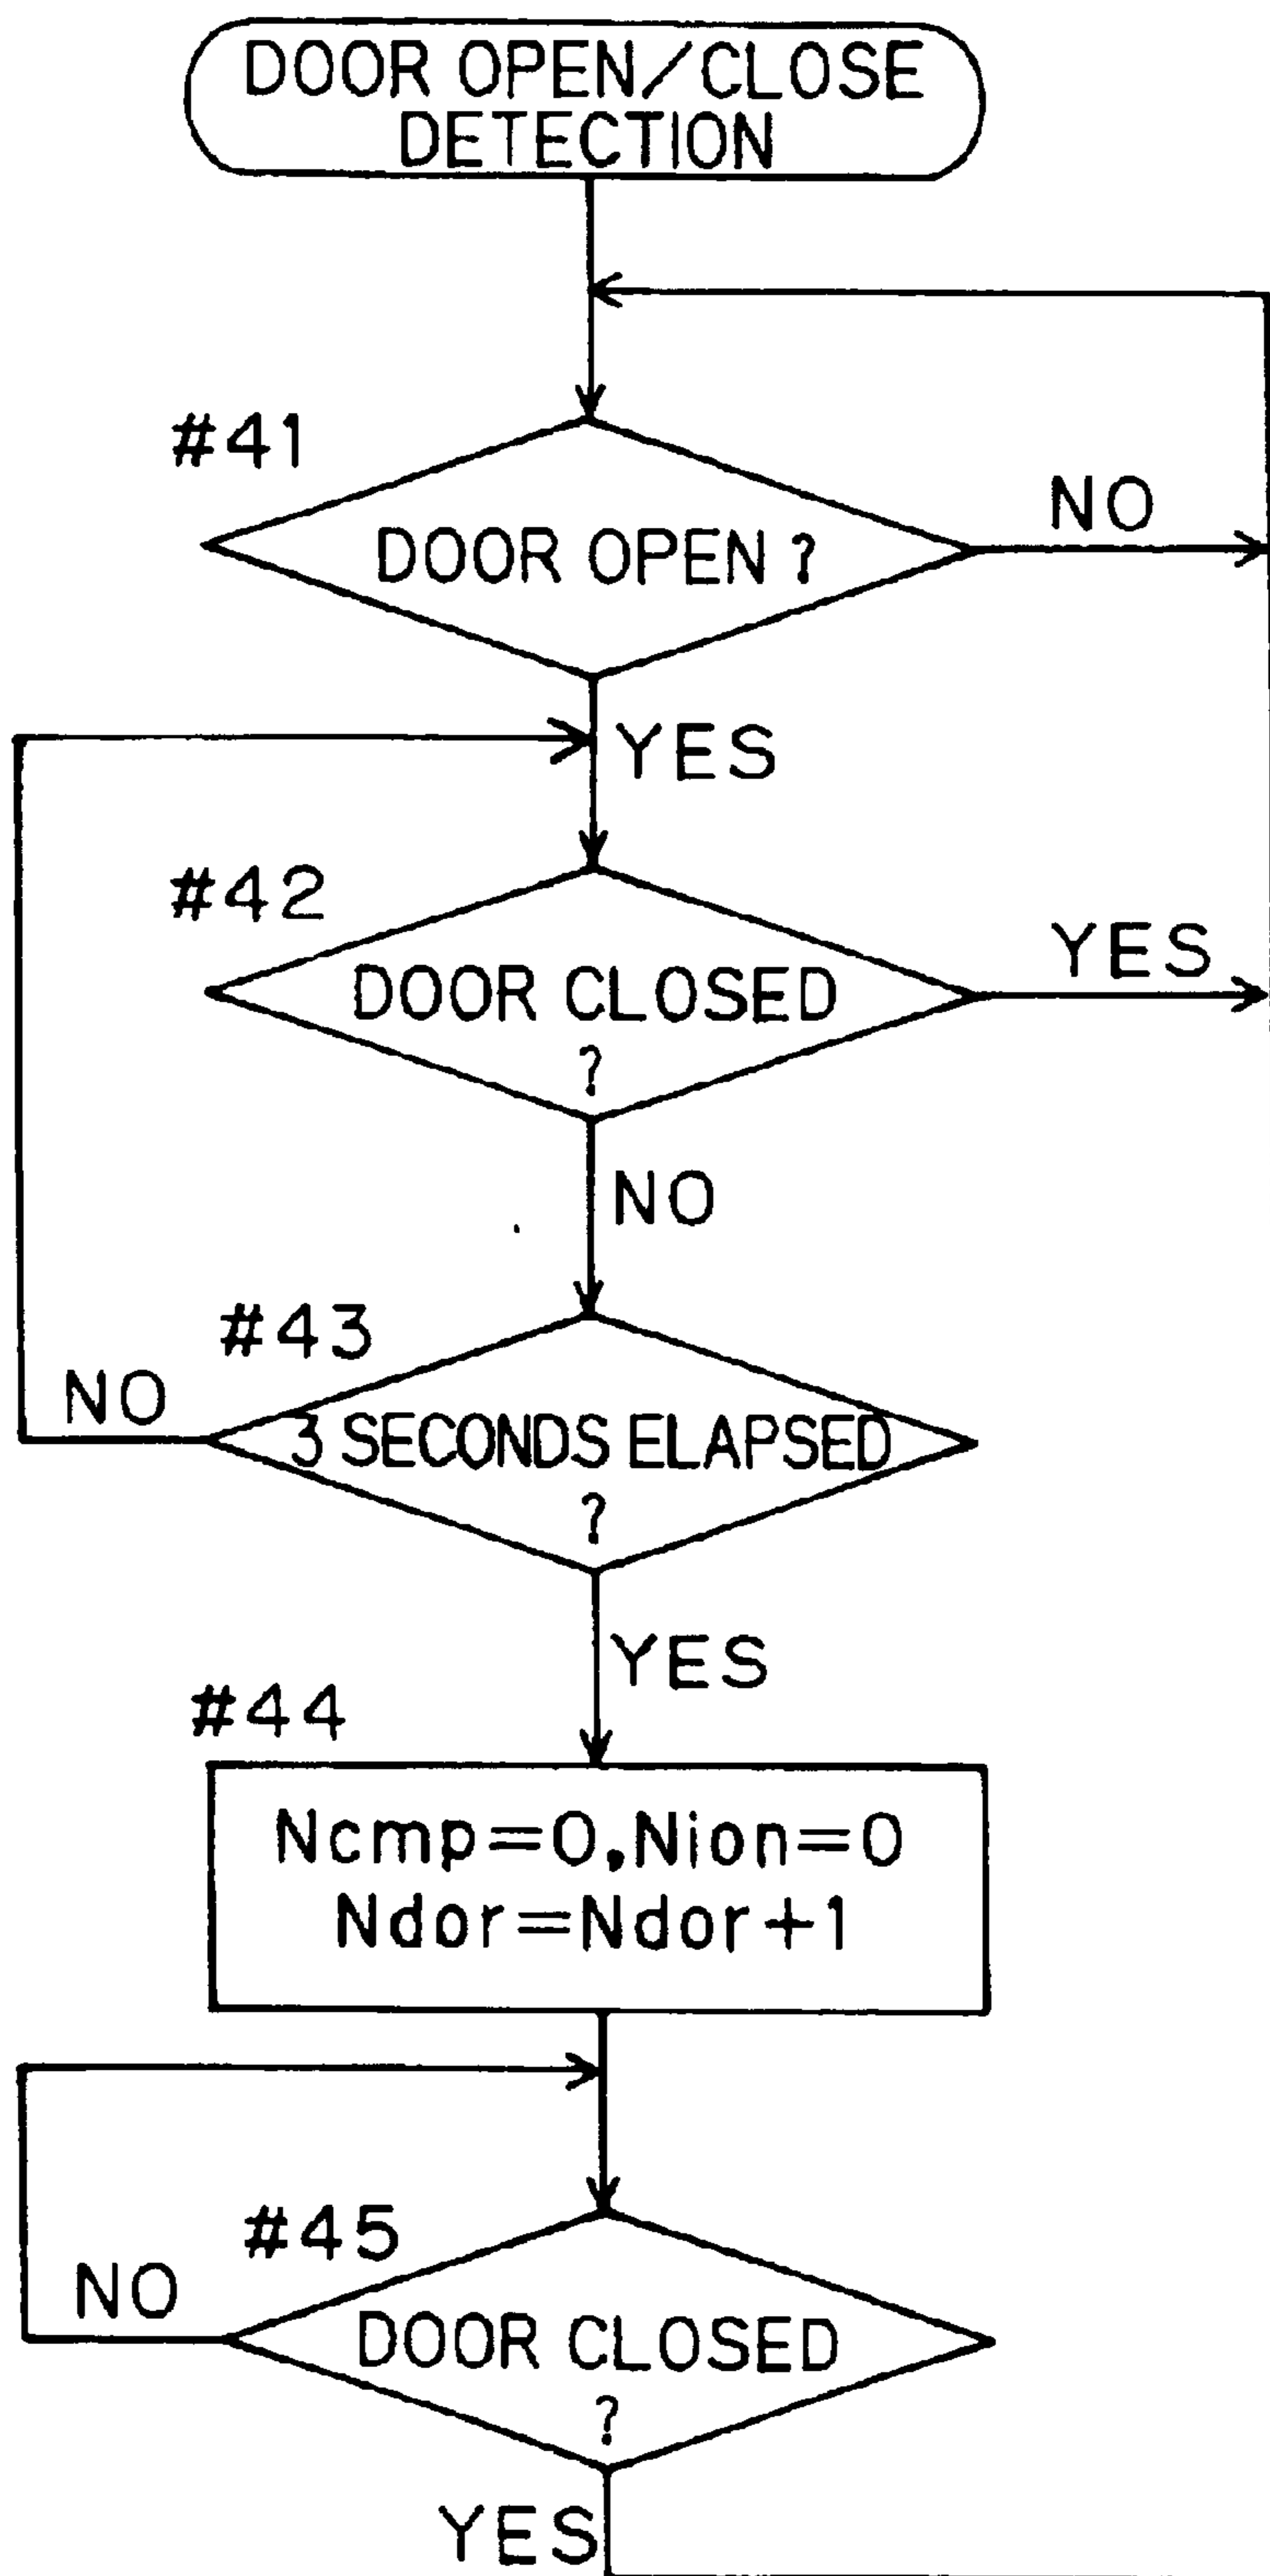 DOOR OPEN/CLOSE
DETECTION
#41
DOOR OPEN ?
NO
YES
#42
DOOR CLOSED
?
YES
NO
#43
3 SECONDS ELAPSED
?
NO
YES
#44
Ncmp=0,Nion=0
Ndor=Ndor+1
#45
DOOR CLOSED
?
NO
YES